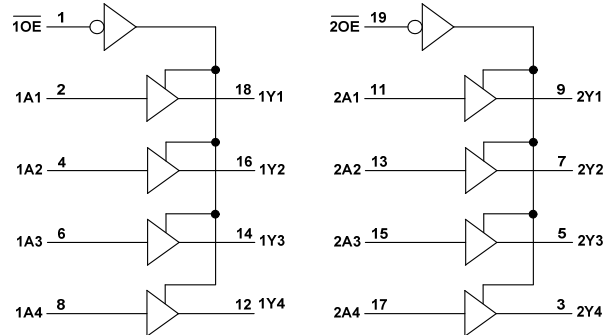 1OE 1 2OE 19
1A1 2 18 1Y1 2A1 11 9 2Y1
1A2 4 16 1Y2 2A2 13 7 2Y2
1A3 6 14 1Y3 2A3 15 5 2Y3
1A4 8 12 1Y4 2A4 17 3 2Y4